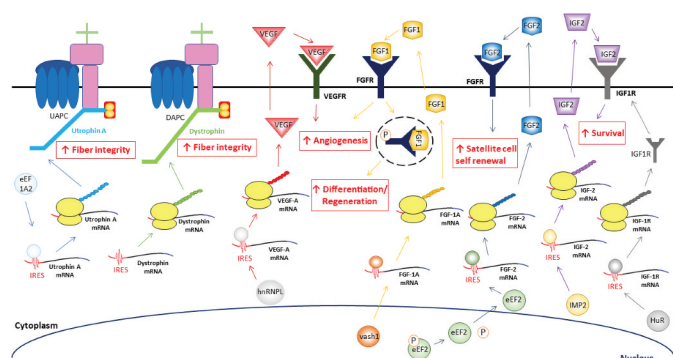 VEGF
VEGF
VEGFR
FGF1
FGF1
FGFR
FGF1
FGF2
FGF2
FGFR
FGF2
IGF2
IGF2
IGF1R
IGF2
UAPC
Utrophin A
DAPC
Dystrophin
VEGF
↑ Fiber integrity
↑ Fiber integrity
↑ Angiogenesis
P
FGF1
↑ Satellite cell
self renewal
↑ Survival
IGF1R
eEF
1A2
↑ Differentiation/
Regeneration
Utrophin A
mRNA
Dystrophin
mRNA
VEGF-A
mRNA
FGF-1A
mRNA
FGF-2
mRNA
IGF-2
mRNA
IGF-1R
mRNA
IRES
Utrophin A
mRNA
IRES
Dystrophin
mRNA
IRES
VEGF-A
mRNA
FGF-1A
mRNA
IRES
FGF-2
mRNA
IRES
IGF-2
mRNA
IRES
IGF-1R
mRNA
hnRNPL
vash1
eEF2
P
eEF2
P
eEF2
IMP2
HuR
Cytoplasm
Nucleus